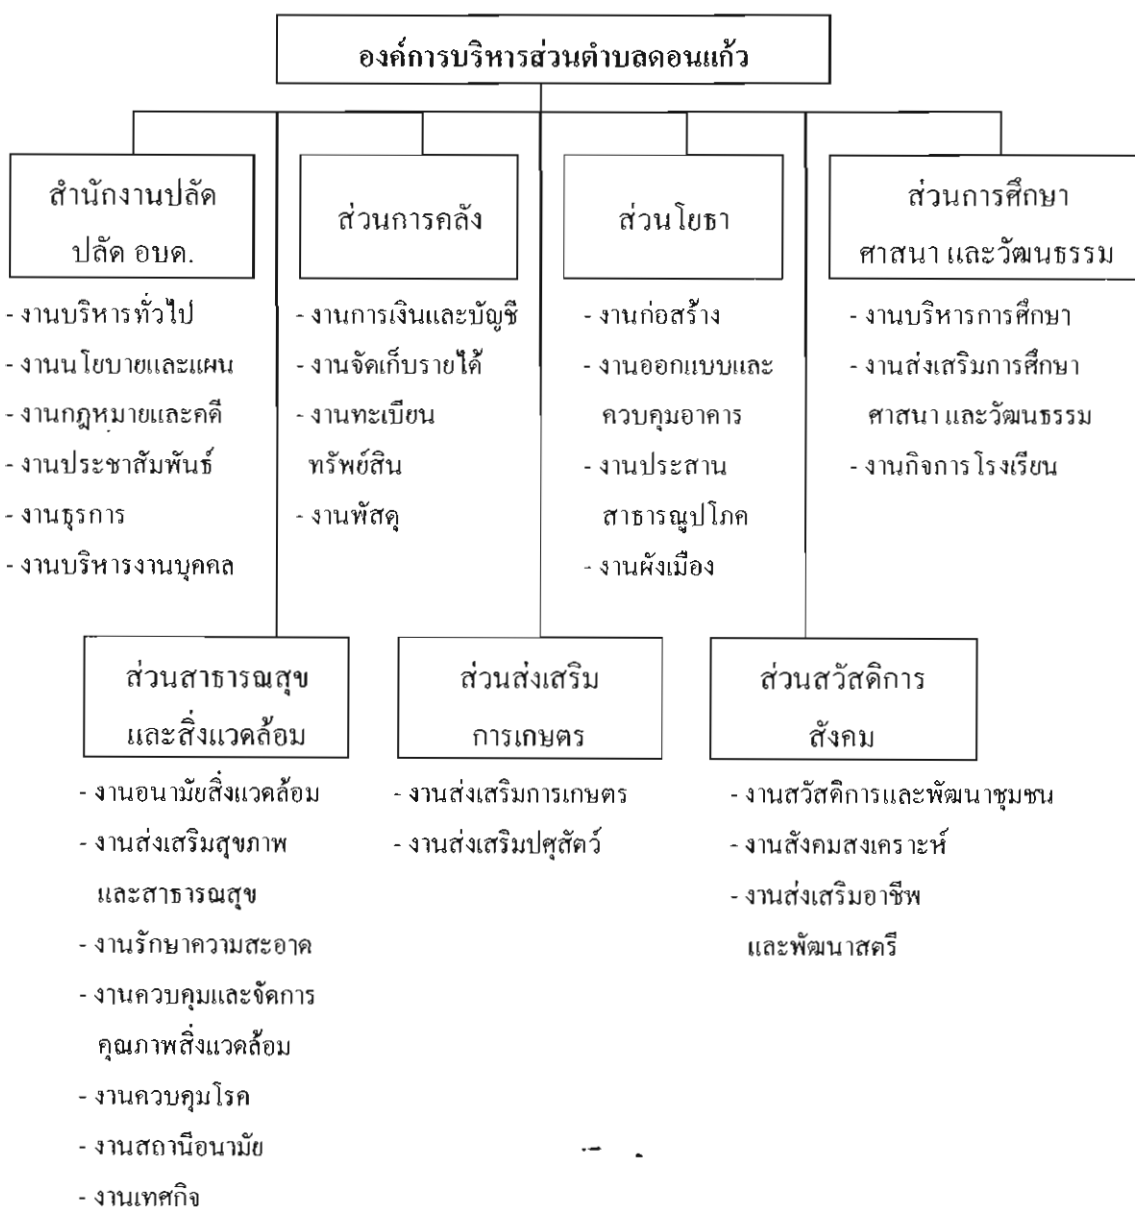 องค์การบริหารส่วนตำบลดอนแก้ว
สำนักงานปลัด
ปลัด อบต.
ส่วนการคลัง
ส่วนโยธา
ส่วนการศึกษา
ศาสนา และวัฒนธรรม
- งานบริหารทั่วไป
- งานนโยบายและแผน
- งานกฎหมายและคดี
- งานประชาสัมพันธ์
- งานธุรการ
- งานบริหารงานบุคคล
- งานการเงินและบัญชี
- งานจัดเก็บรายได้
- งานทะเบียน
ทรัพย์สิน
- งานพัสดุ
- งานก่อสร้าง
- งานออกแบบและ
ควบคุมอาคาร
- งานประสาน
สาธารณูปโภค
- งานผังเมือง
- งานบริหารการศึกษา
- งานส่งเสริมการศึกษา
ศาสนา และวัฒนธรรม
- งานกิจการโรงเรียน
ส่วนสาธารณสุข
และสิ่งแวดล้อม
ส่วนส่งเสริม
การเกษตร
ส่วนสวัสดิการ
สังคม
- งานอนามัยสิ่งแวดล้อม
- งานส่งเสริมสุขภาพ
และสาธารณสุข
- งานรักษาความสะอาด
- งานควบคุมและจัดการ
คุณภาพสิ่งแวดล้อม
- งานควบคุมโรค
- งานสถานีอนามัย
- งานเทศกิจ
- งานส่งเสริมการเกษตร
- งานส่งเสริมปศุสัตว์
- งานสวัสดิการและพัฒนาชุมชน
- งานสังคมสงเคราะห์
- งานส่งเสริมอาชีพ
และพัฒนาสตรี